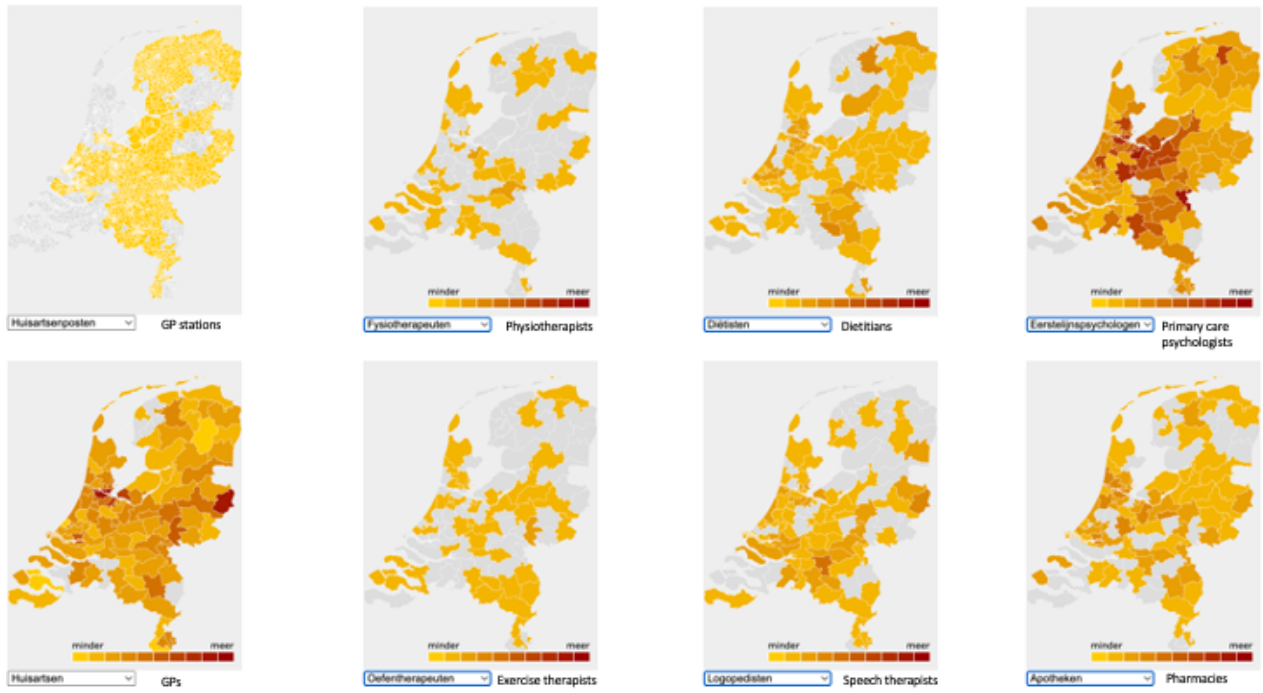 minder meer
minder meer
minder meer
Huisartsenposten GP stations
Fysiotherapeuten Physiotherapists
Diëtisten Dietitians
Eerstelijnspsychologen Primary care
psychologists
minder meer
minder meer
minder meer
minder meer
Huisartsen GPs
Oefentherapeuten Exercise therapists
Logopedisten Speech therapists
Apotheken Pharmacies